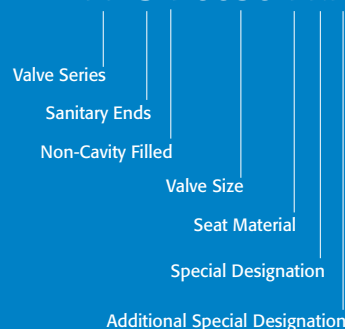 Valve Series
Sanitary Ends
Non-Cavity Filled
Valve Size
Seat Material
Special Designation
Additional Special Designation